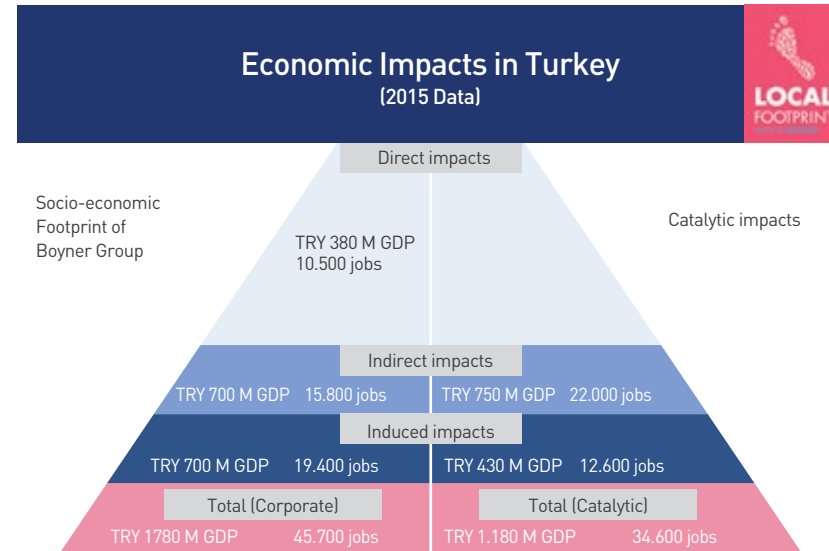 Economic Impacts in Turkey
(2015 Data)
LOCAL
FOOTPRINT
Direct impacts
Socio-economic
Footprint of
Boyner Group
Catalytic impacts
TRY 380 M GDP
10.500 jobs
Indirect impacts
TRY 700 M GDP 15.800 jobs TRY 750 M GDP 22.000 jobs
Induced impacts
TRY 700 M GDP 19.400 jobs TRY 430 M GDP 12.600 jobs
Total (Corporate) Total (Catalytic)
TRY 1780 M GDP 45.700 jobs TRY 1.180 M GDP 34.600 jobs